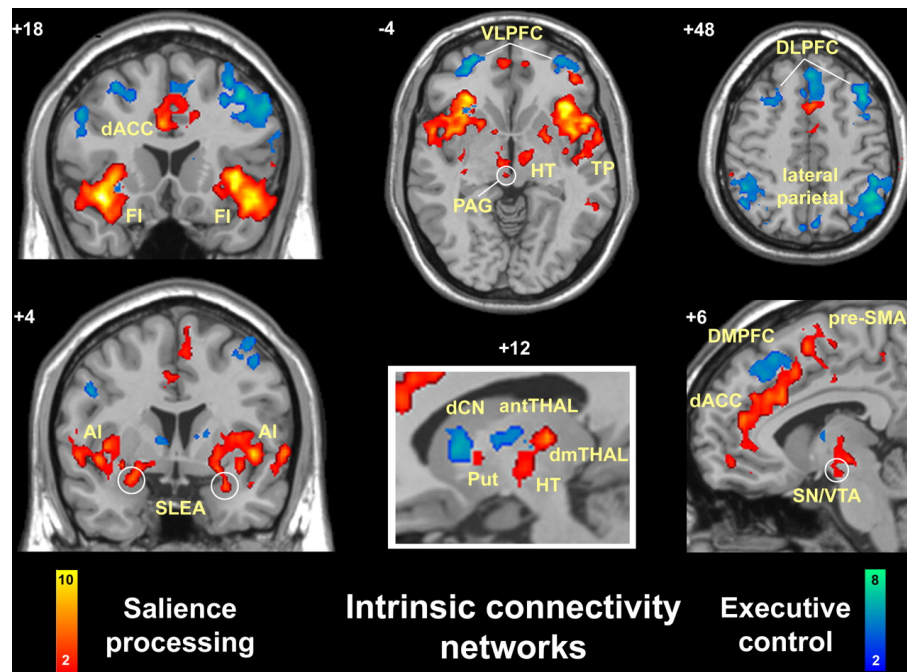 +18
dACC
FI
FI
-4
VLPFC
HT
TP
PAG
+48
DLPFC
lateral
parietal
+4
AI
AI
SLEA
+12
dCN
antTHAL
dmTHAL
Put
HT
+6
DMPFC
pre-SMA
dACC
SN/VTA
10
2
Salience
processing
Intrinsic connectivity
networks
Executive
control
8
2